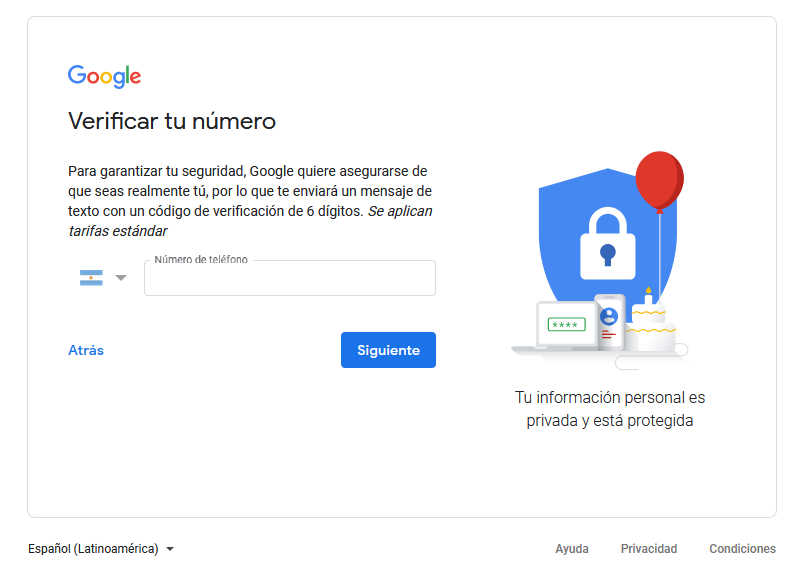 Google
Verificar tu número
Para garantizar tu seguridad, Google quiere asegurarse de
que seas realmente tú, por lo que te enviará un mensaje de
texto con un código de verificación de 6 dígitos. Se aplican
tarifas estándar
Número de teléfono
Atrás
Siguiente
****
Tu información personal es
privada y está protegida
Español (Latinoamérica)
Ayuda
Privacidad
Condiciones